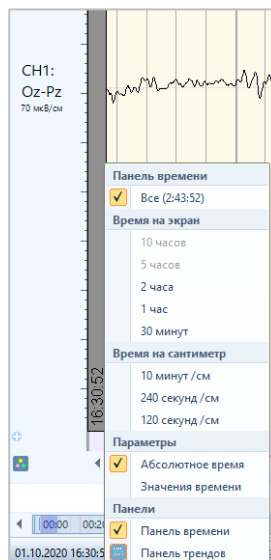 CH1:
Oz-Pz
70 мкВ/см
16:30:52
Панель времени
Все (2:43:52)
Время на экран
10 часов
5 часов
2 часа
1 час
30 минут
Время на сантиметр
10 минут /см
240 секунд /см
120 секунд /см
Параметры
Абсолютное время
Значения времени
Панели
Панель времени
Панель трендов
00:00
00:2
01.10.2020 16:30:5